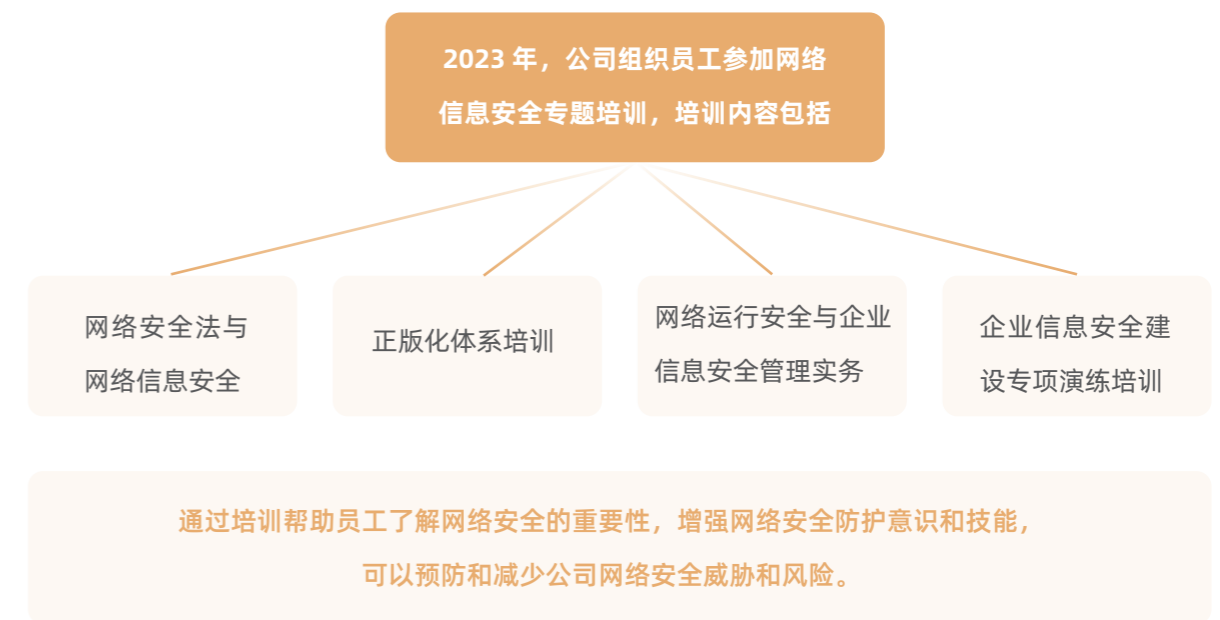 2023 年，公司组织员工参加网络
信息安全专题培训，培训内容包括
网络安全法与
网络信息安全
正版化体系培训
网络运行安全与企业
信息安全管理实务
企业信息安全建
设专项演练培训
通过培训帮助员工了解网络安全的重要性，增强网络安全防护意识和技能，
可以预防和减少公司网络安全威胁和风险。